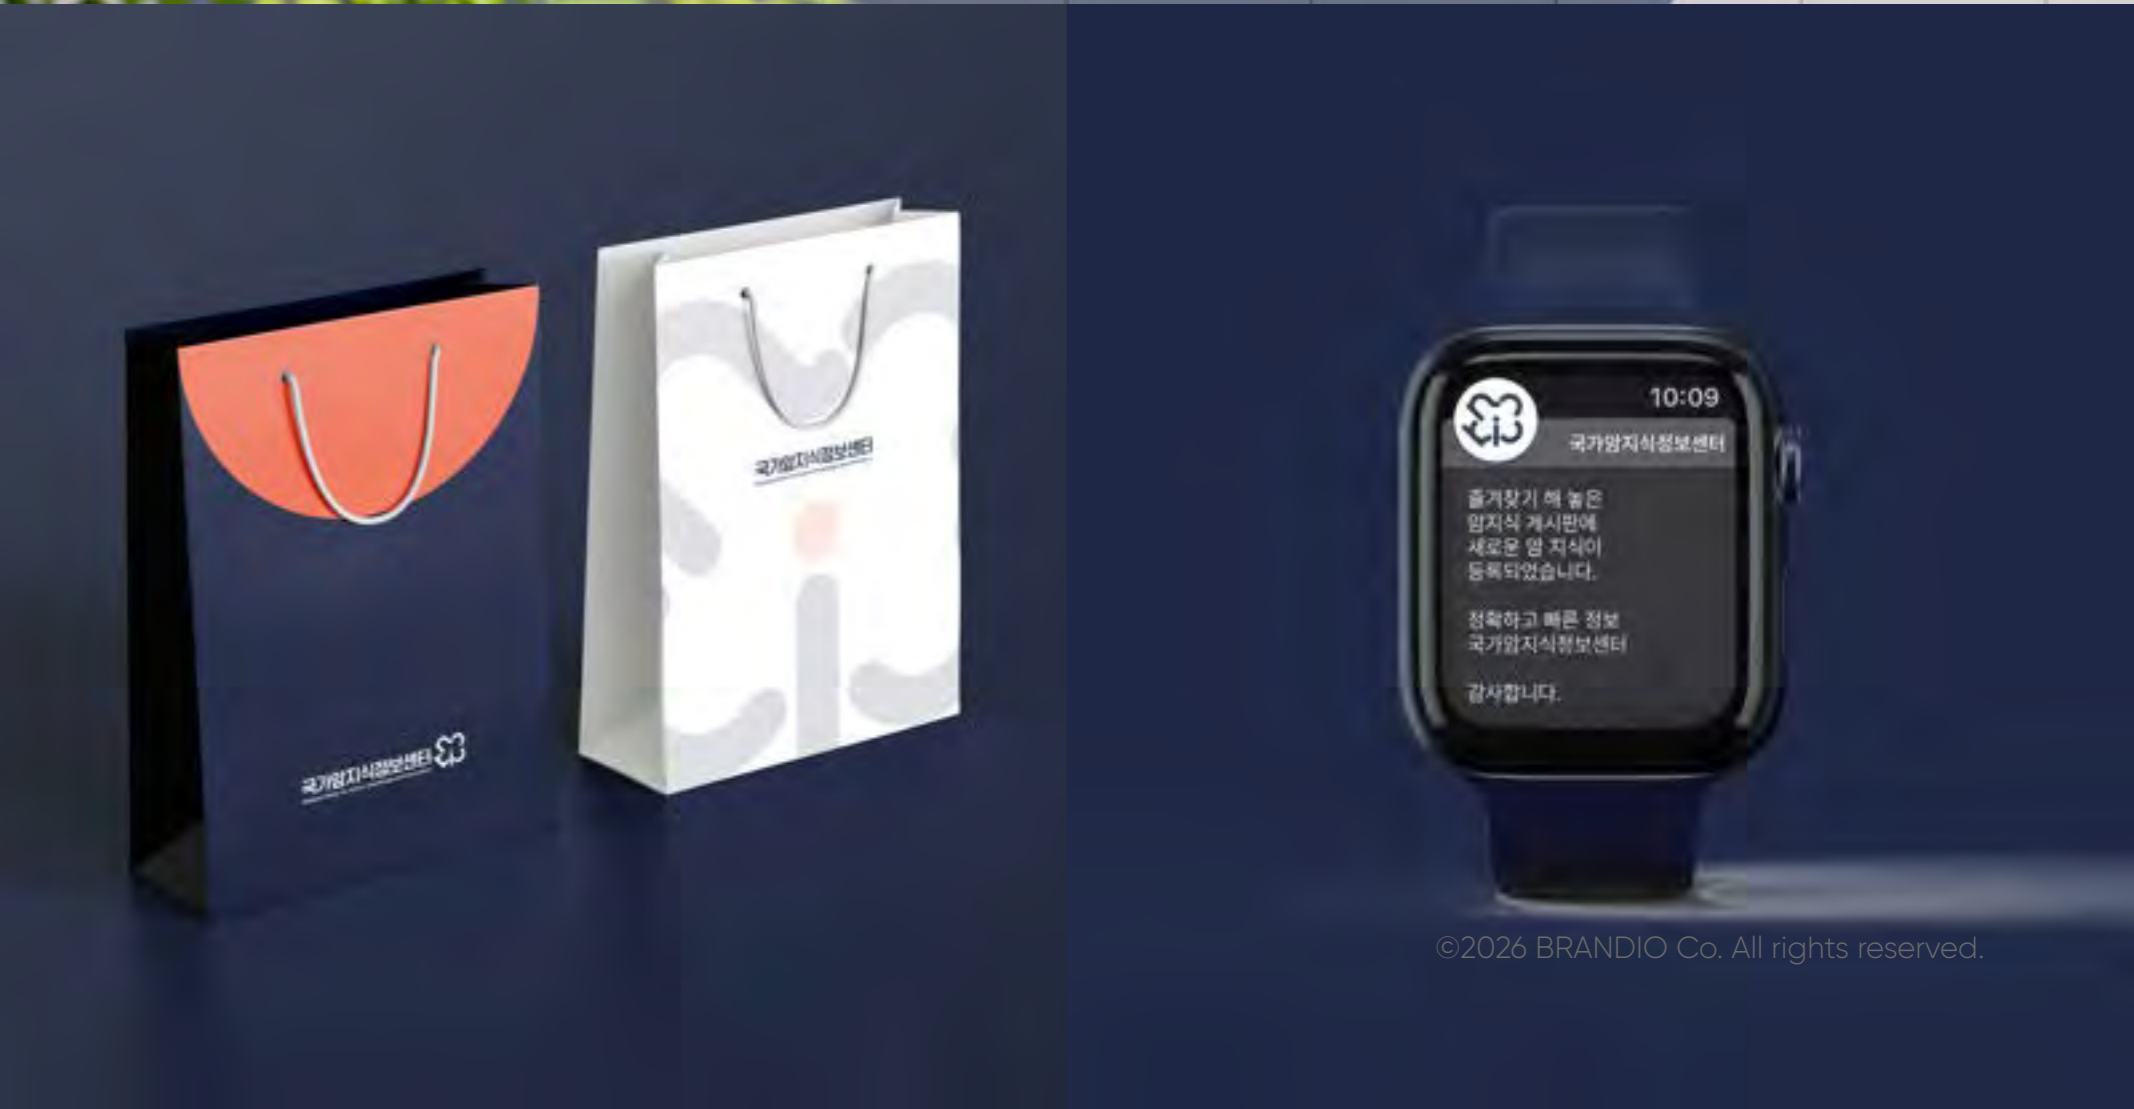 국가암지식정보센터
국가암지식정보센터
10:09
국가암지식정보센터
즐겨찾기 해 놓은
암지식 게시판에
새로운 암 지식이
등록되었습니다.
정확하고 빠른 정보
국가암지식정보센터
감사합니다.
©2026 BRANDIO Co. All rights reserved.